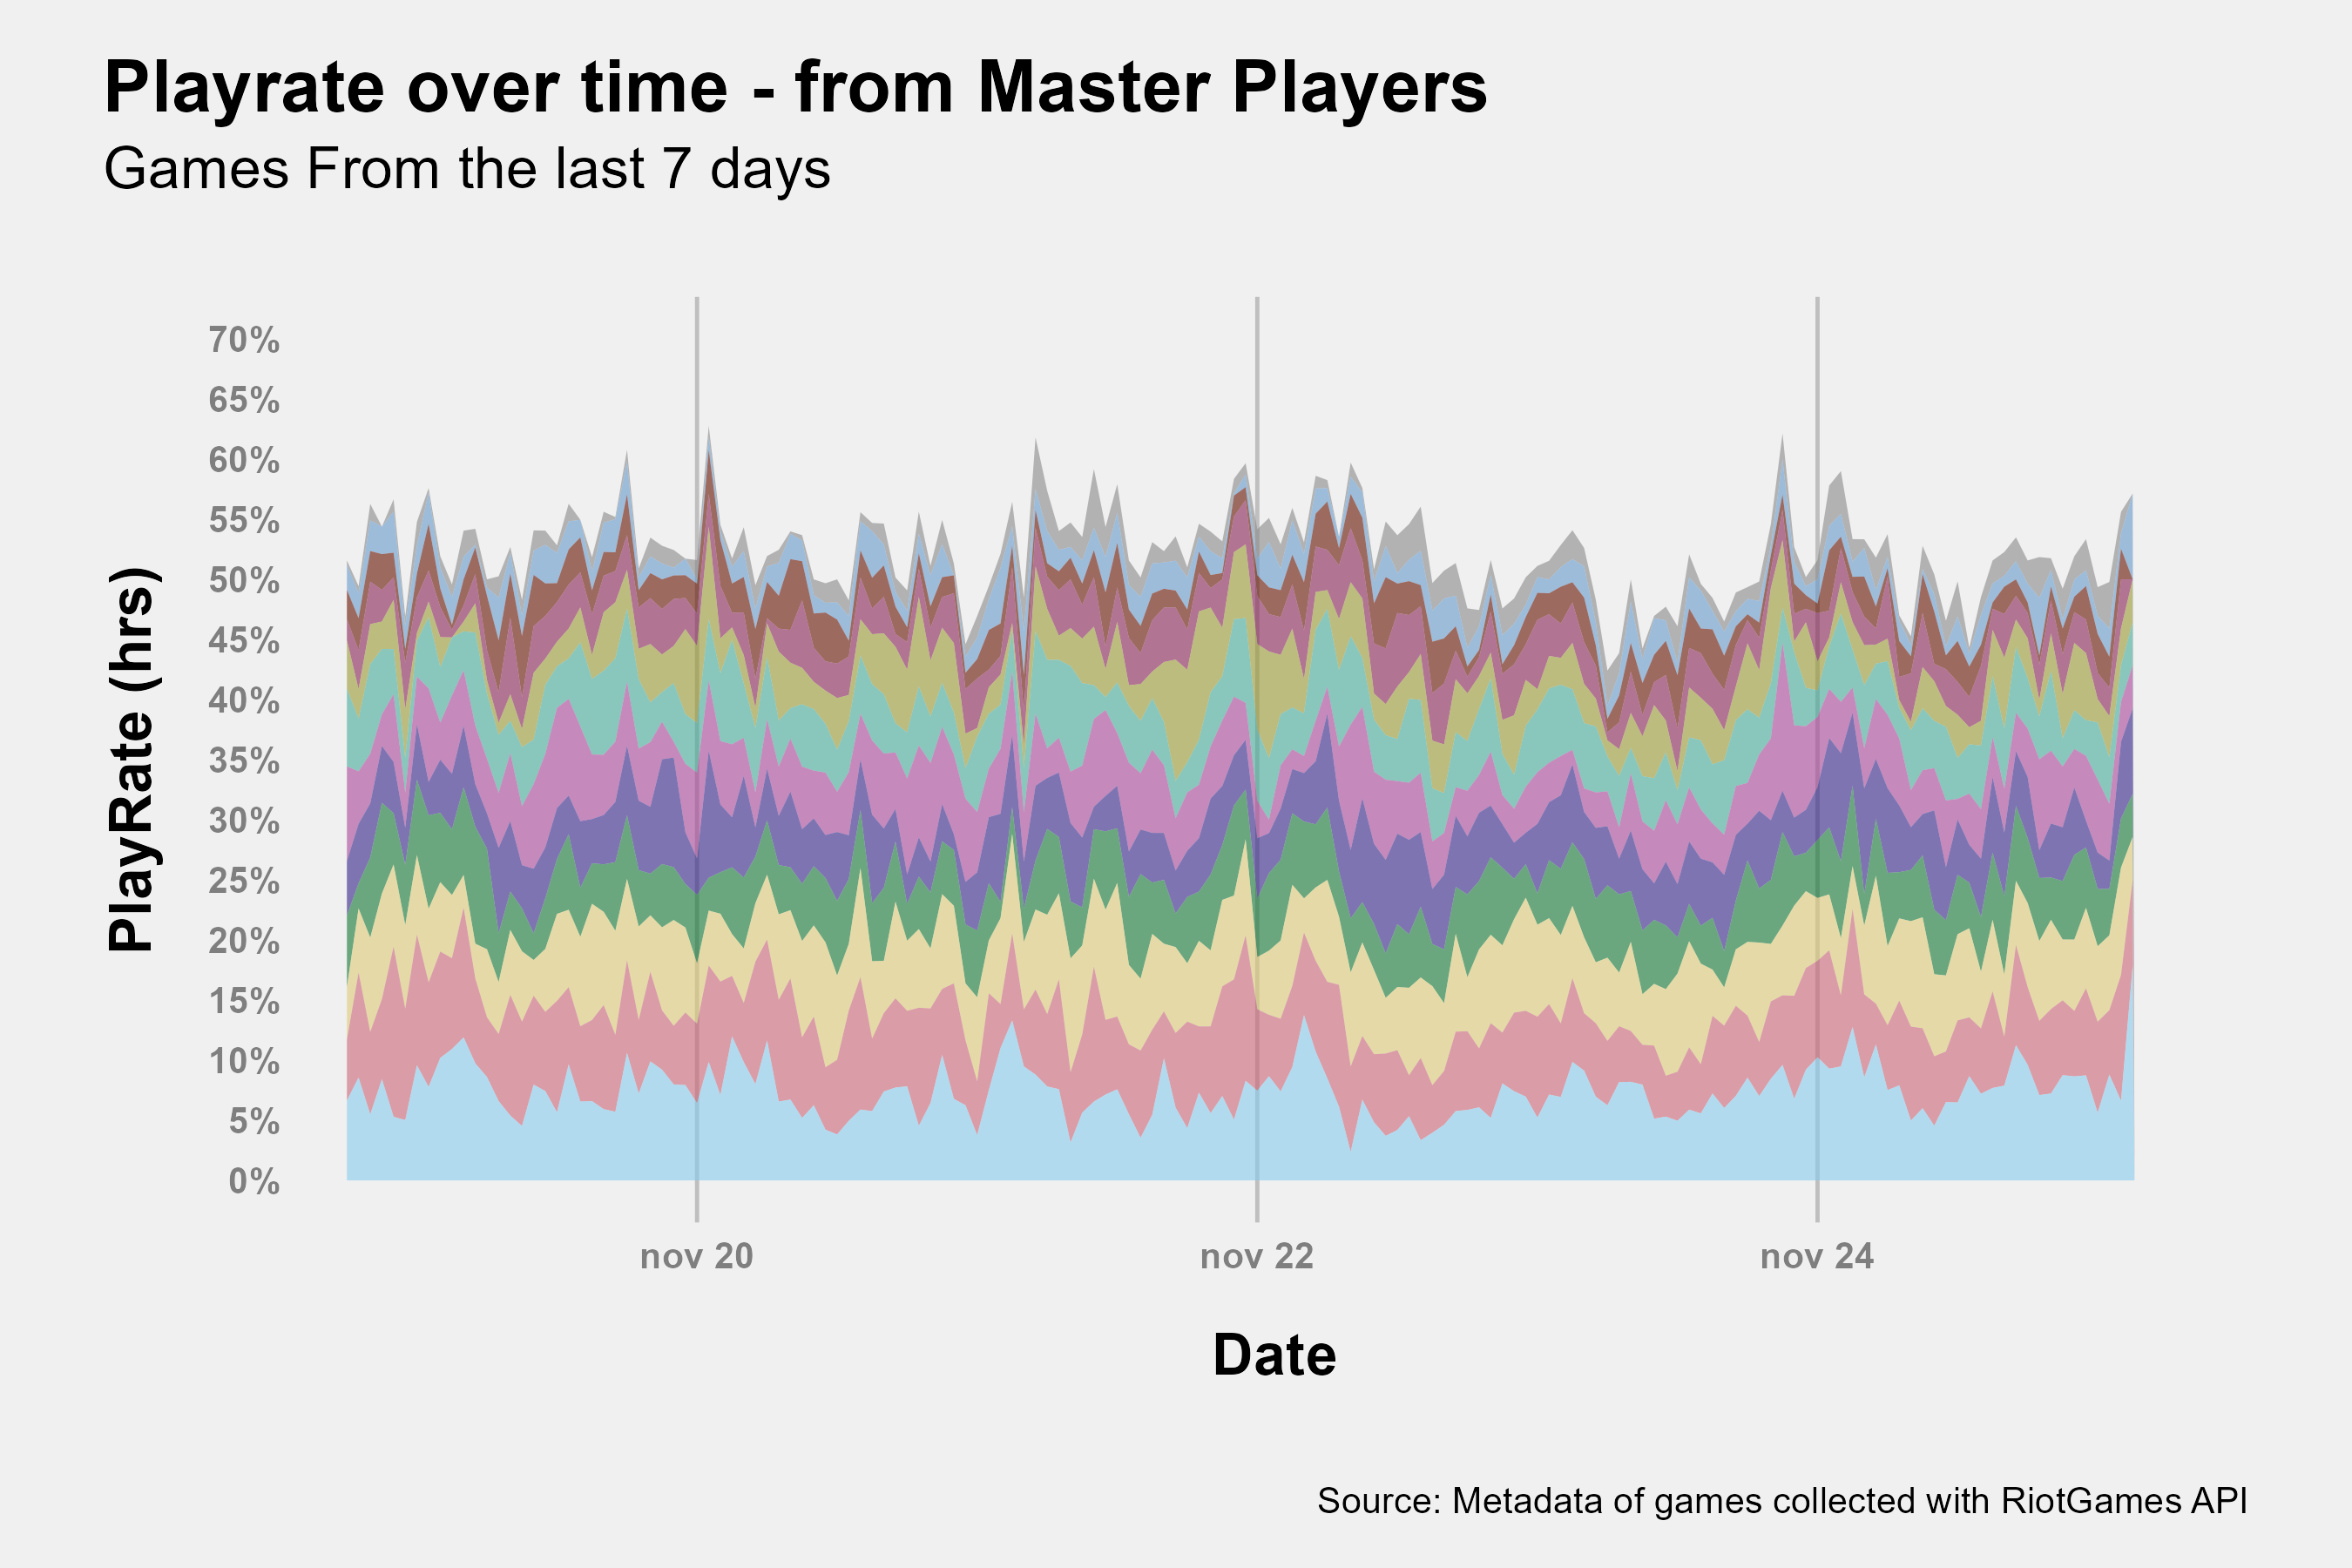 Playrate over time - from Master Players
Games From the last 7 days
70%
65%
60%
55%
50%
45%
40%
35%
30%
25%
20%
15%
10%
5%
0%
PlayRate (hrs)
nov 20
nov 22
nov 24
Date
Source: Metadata of games collected with RiotGames API